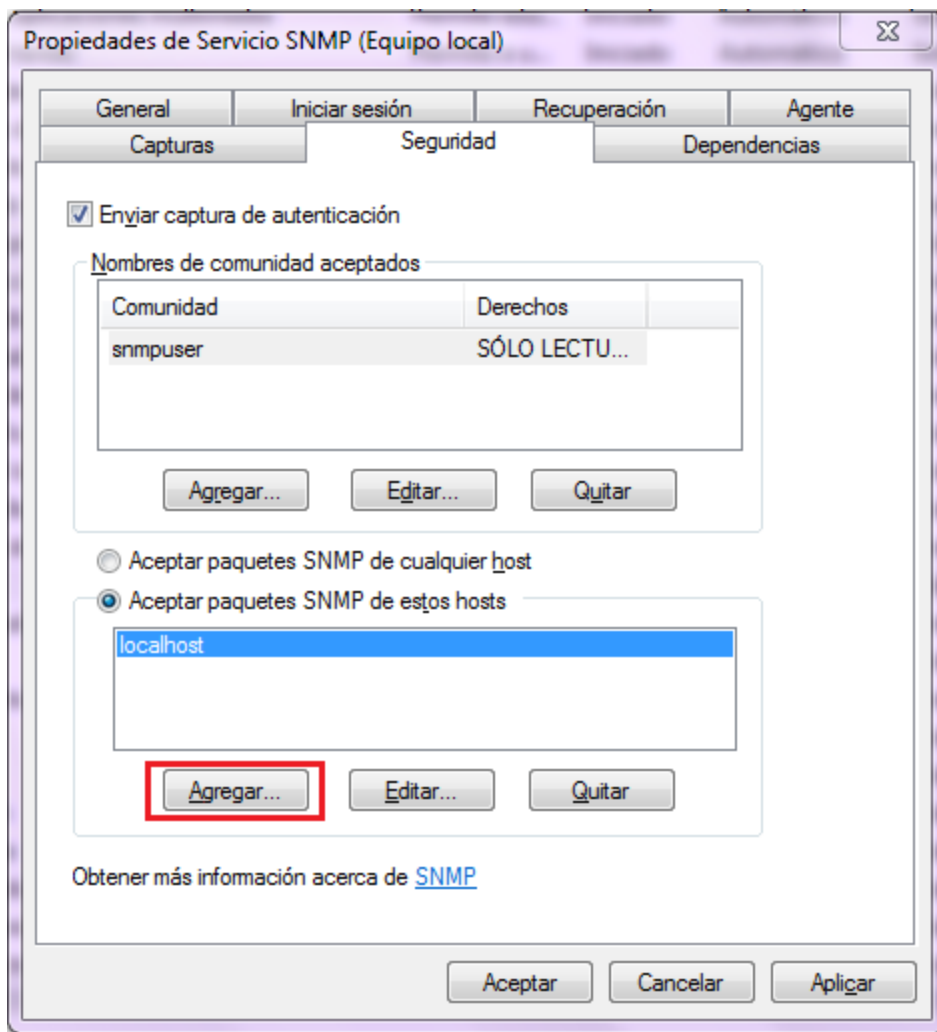 Propiedades de Servicio SNMP (Equipo local)
General Iniciar sesión Recuperación Agente
Capturas Seguridad Dependencias
Enviar captura de autenticación
Nombres de comunidad aceptados
Comunidad Derechos
snmpuser SÓLO LECTU...
Agregar... Editar... Quitar
Aceptar paquetes SNMP de cualquier host
Aceptar paquetes SNMP de estos hosts
localhost
Agregar... Editar... Quitar
Obtener más información acerca de SNMP
Aceptar Cancelar Aplicar